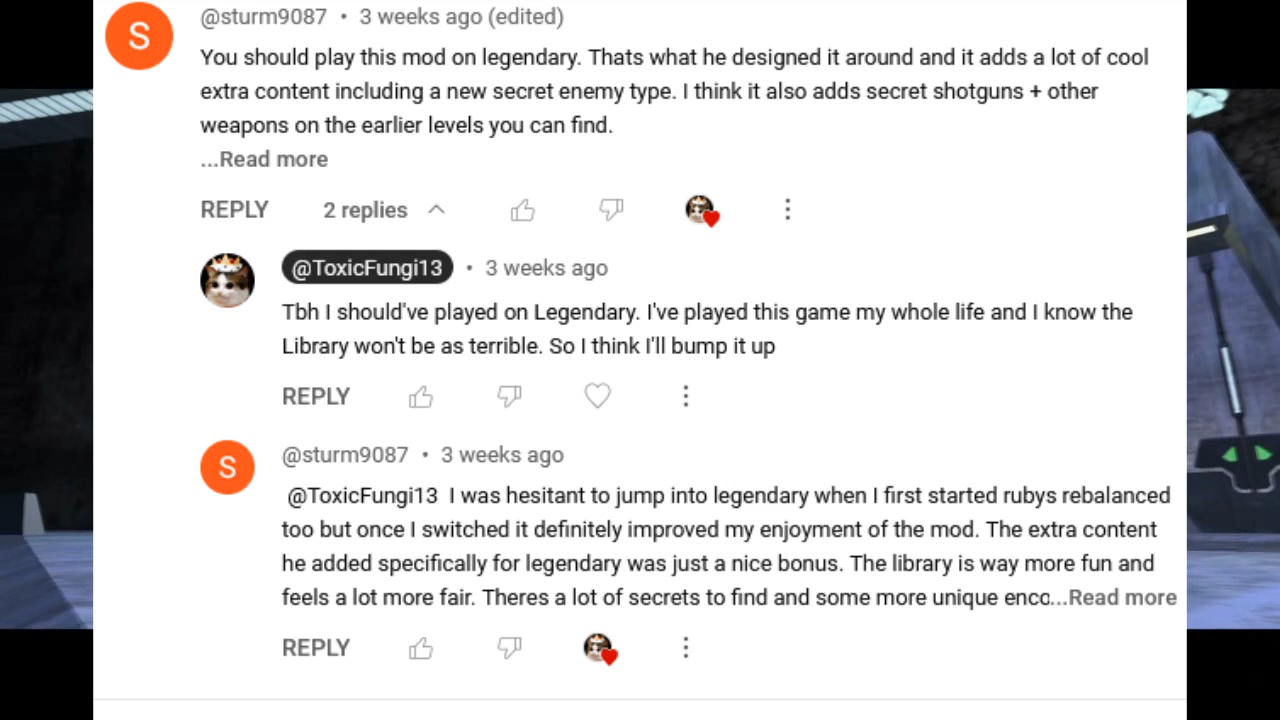 S
@sturm9087 • 3 weeks ago (edited)
You should play this mod on legendary. Thats what he designed it around and it adds a lot of cool
extra content including a new secret enemy type. I think it also adds secret shotguns + other
weapons on the earlier levels you can find.
...Read more
REPLY 2 replies
@ToxicFungi13 • 3 weeks ago
Tbh I should've played on Legendary. I've played this game my whole life and I know the
Library won't be as terrible. So I think I'll bump it up
REPLY
S
@sturm9087 • 3 weeks ago
@ToxicFungi13 I was hesitant to jump into legendary when I first started rubys rebalanced
too but once I switched it definitely improved my enjoyment of the mod. The extra content
he added specifically for legendary was just a nice bonus. The library is way more fun and
feels a lot more fair. Theres a lot of secrets to find and some more unique enco...Read more
REPLY